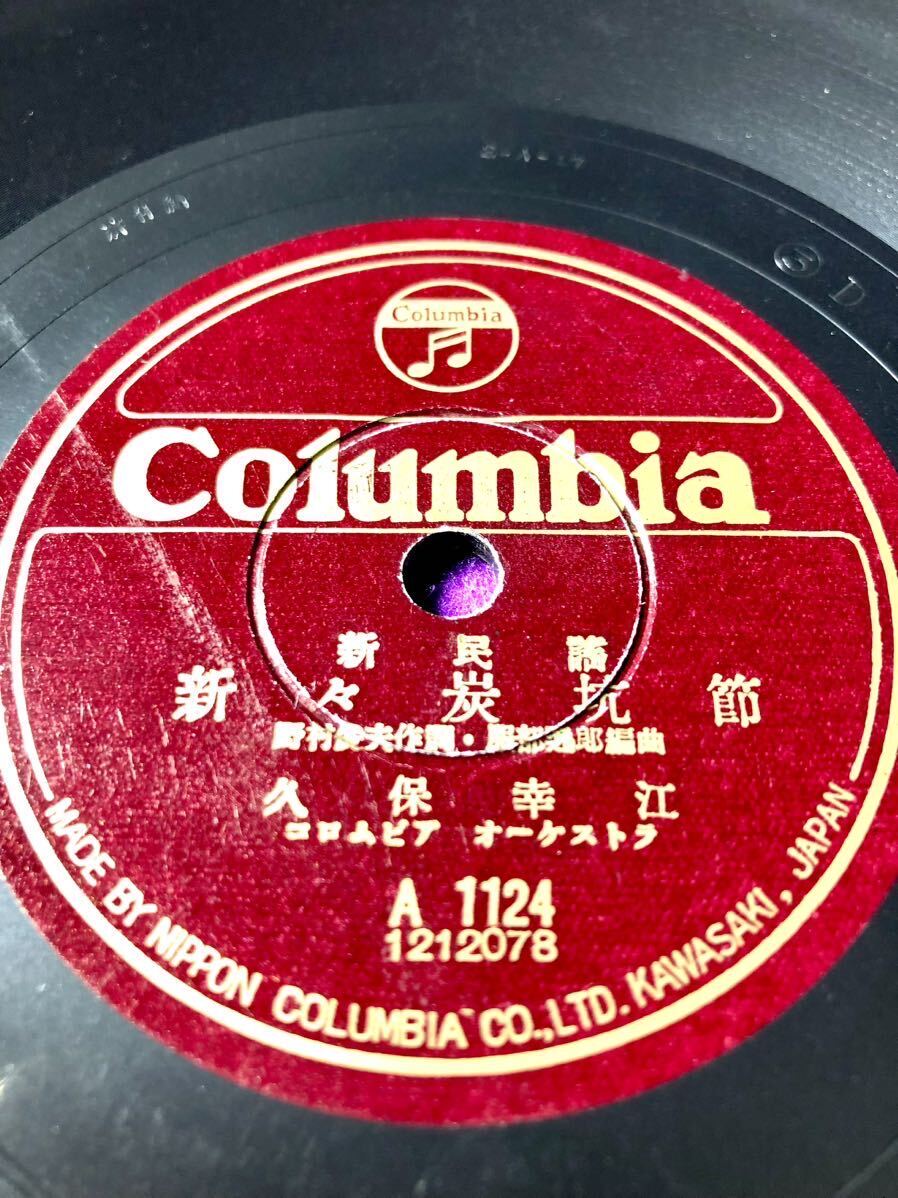 Columbia
Columbia
新民謠
新々炭坑節
野村俊夫作詞・服部逸郎編曲
久保幸江
コロムビア オーケストラ
A 1124
1212078
MADE BY NIPPON COLUMBIA CO.,LTD. KAWASAKI, JAPAN
D